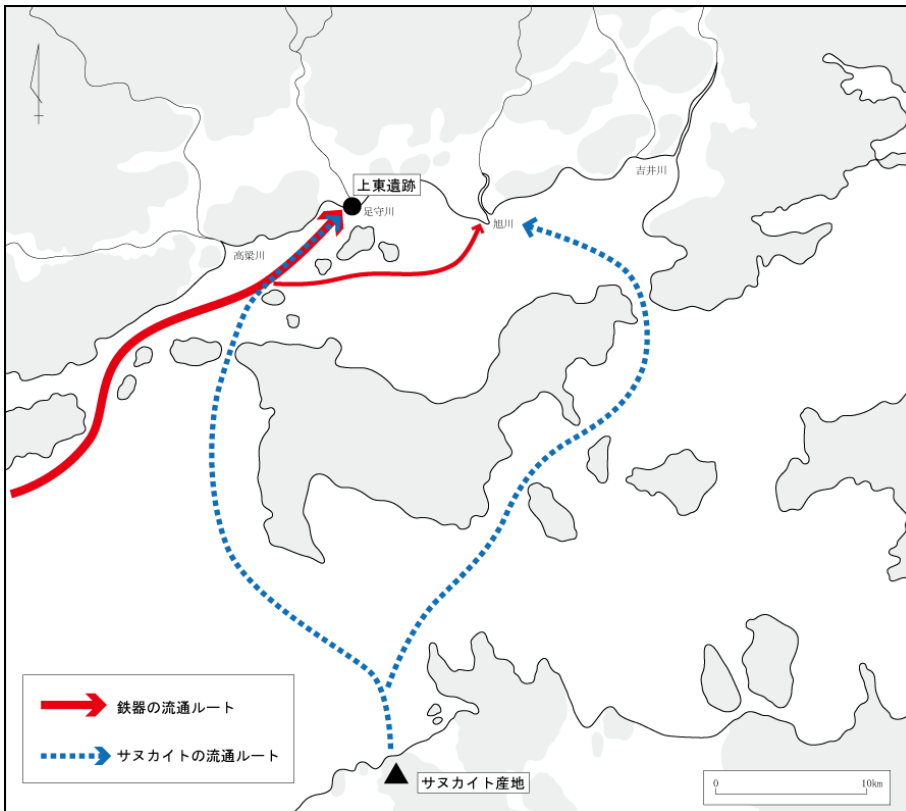 吉井川
上東遺跡
足守川
旭川
高梁川
鉄器の流通ルート
サヌカイトの流通ルート
サヌカイト産地
0 10km